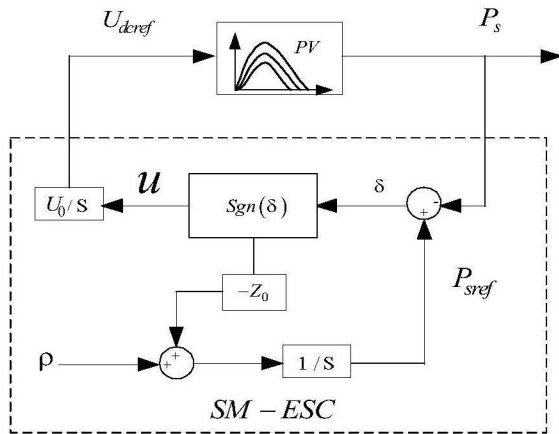 U_dcref
PV
P_s
U_0/S
u
Sgn(δ)
δ
-
+
P_sref
-Z_0
ρ
+
+
1/S
SM-ESC